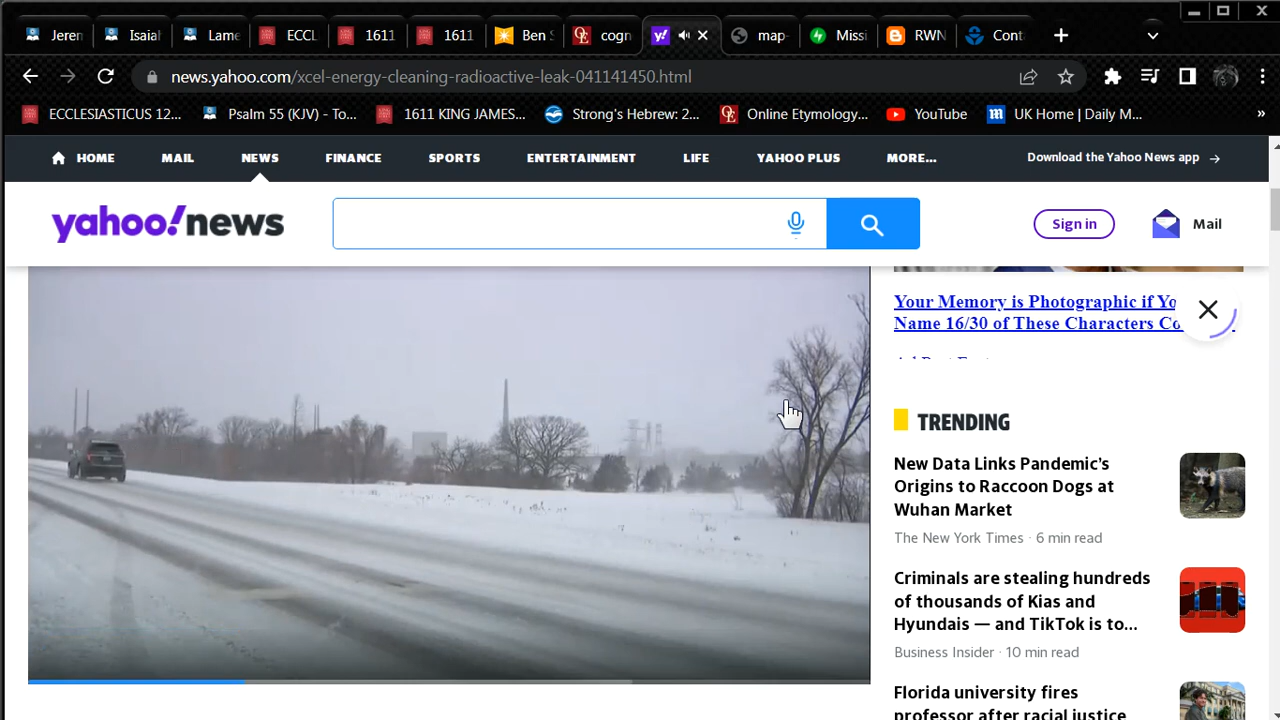 Jeren
Isaial
Lame
ECCL
1611
1611
Ben S
cogn
map-
Missi
RWN
Cont
news.yahoo.com/xcel-energy-cleaning-radioactive-leak-041141450.html
ECCLESIASTICUS 12...
Psalm 55 (KJV) - To...
1611 KING JAMES...
Strong's Hebrew: 2...
Online Etymology...
YouTube
UK Home | Daily M...
»
HOME
MAIL
NEWS
FINANCE
SPORTS
ENTERTAINMENT
LIFE
YAHOO PLUS
MORE...
Download the Yahoo News app →
yahoo!news
Sign in
Mail
Your Memory is Photographic if Yo
Name 16/30 of These Characters Co
TRENDING
New Data Links Pandemic's
Origins to Raccoon Dogs at
Wuhan Market
The New York Times · 6 min read
Criminals are stealing hundreds
of thousands of Kias and
Hyundais — and TikTok is to...
Business Insider · 10 min read
Florida university fires
professor after racial justice